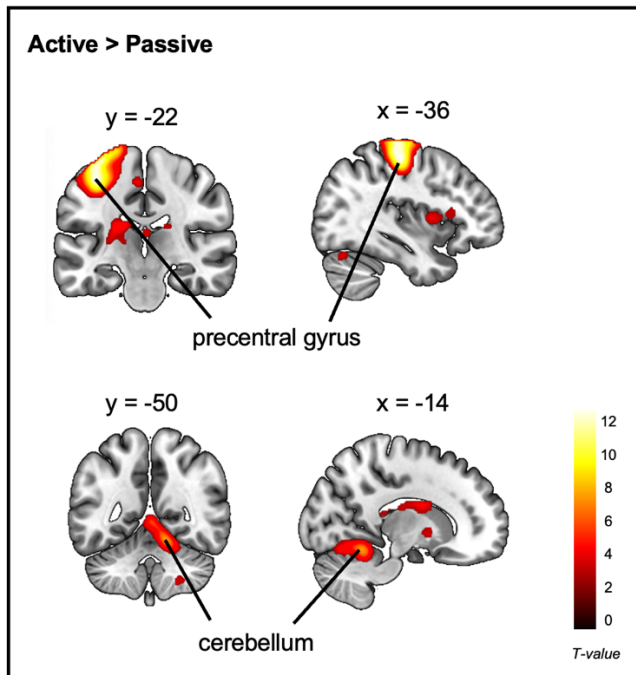 Active > Passive
y = -22
x = -36
precentral gyrus
y = -50
x = -14
12
10
8
6
4
2
0
cerebellum
T-value